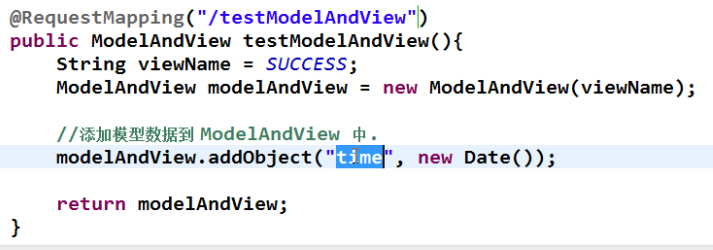 @RequestMapping("/testModelAndView")
public ModelAndView testModelAndView(){
String viewName = SUCCESS;
ModelAndView modelAndView = new ModelAndView(viewName);
//添加模型数据到 ModelAndView 中.
modelAndView.addObject("time", new Date());
return modelAndView;
}